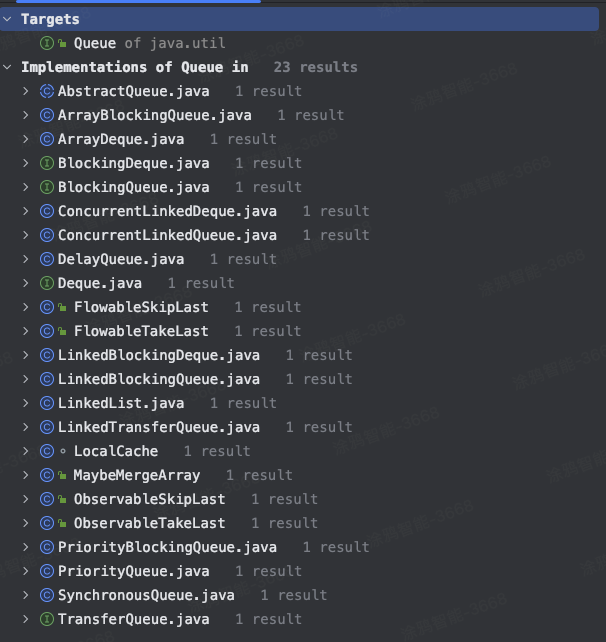 Targets
Queue of java.util
Implementations of Queue in 23 results
AbstractQueue.java 1 result
ArrayBlockingQueue.java 1 result
ArrayDeque.java 1 result
BlockingDeque.java 1 result
BlockingQueue.java 1 result
ConcurrentLinkedDeque.java 1 result
ConcurrentLinkedQueue.java 1 result
DelayQueue.java 1 result
Deque.java 1 result
FlowableSkipLast 1 result
FlowableTakeLast 1 result
LinkedBlockingDeque.java 1 result
LinkedBlockingQueue.java 1 result
LinkedList.java 1 result
LinkedTransferQueue.java 1 result
LocalCache 1 result
MaybeMergeArray 1 result
ObservableSkipLast 1 result
ObservableTakeLast 1 result
PriorityBlockingQueue.java 1 result
PriorityQueue.java 1 result
SynchronousQueue.java 1 result
TransferQueue.java 1 result